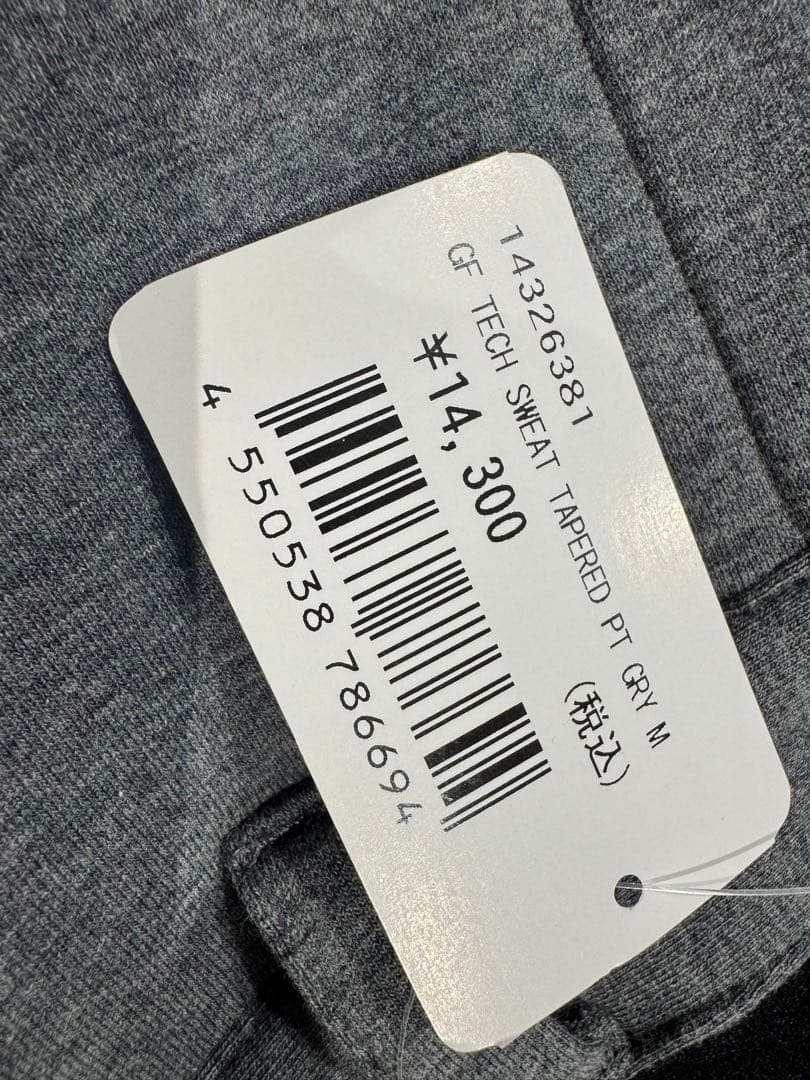 14326381
GF TECH SWEAT TAPERED PT GRY M
¥14,300 (税込)
4 550538 786694